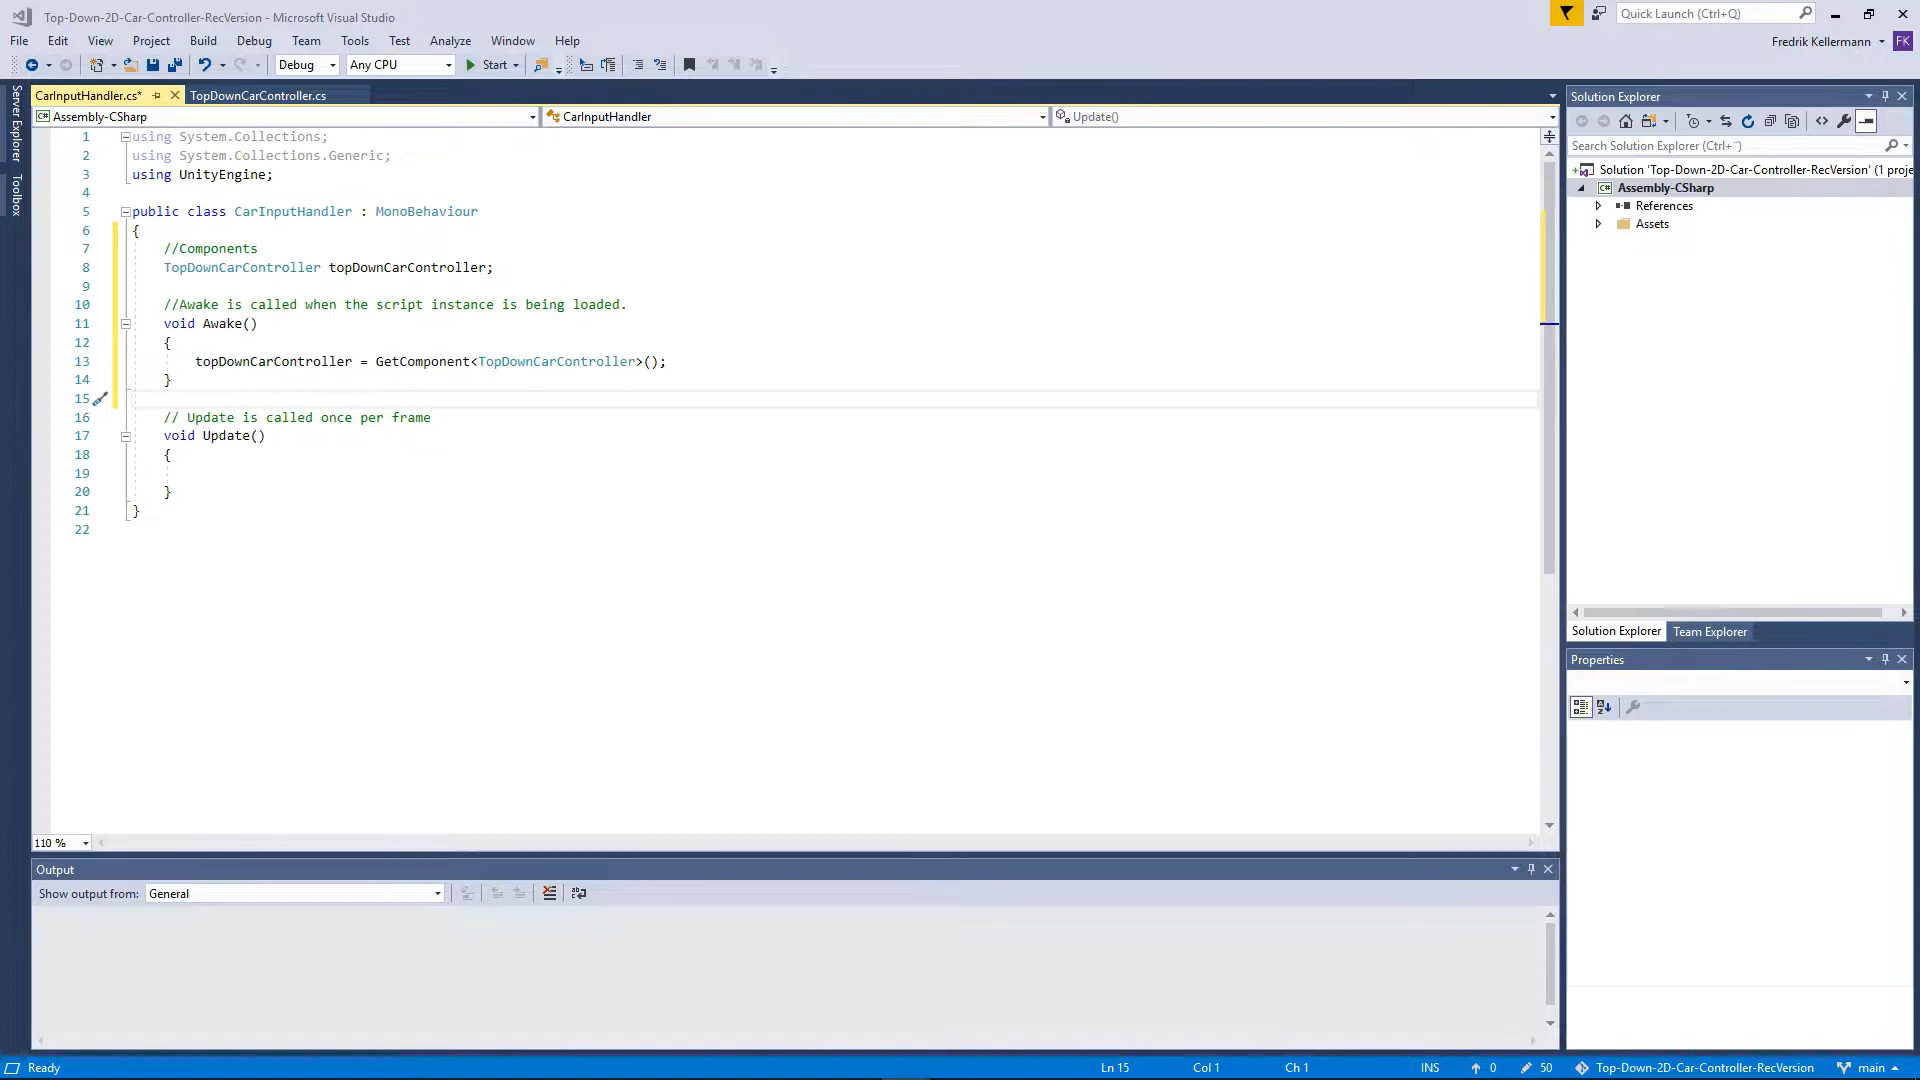 Top-Down-2D-Car-Controller-RecVersion - Microsoft Visual Studio
Quick Launch (Ctrl+Q)
File Edit View Project Build Debug Team Tools Test Analyze Window Help
Fredrik Kellermann FK
Debug Any CPU Start
Server Explorer
Toolbox
CarInputHandler.cs* TopDownCarController.cs
Assembly-CSharp CarInputHandler Update()
1 using System.Collections;
2 using System.Collections.Generic;
3 using UnityEngine;
4
5 public class CarInputHandler : MonoBehaviour
6 {
7 //Components
8 TopDownCarController topDownCarController;
9
10 //Awake is called when the script instance is being loaded.
11 void Awake()
12 {
13 topDownCarController = GetComponent<TopDownCarController>();
14 }
15
16 // Update is called once per frame
17 void Update()
18 {
19
20 }
21 }
22
110 %
Output
Show output from: General
Solution Explorer
Search Solution Explorer (Ctrl+¨)
Solution 'Top-Down-2D-Car-Controller-RecVersion' (1 proje
Assembly-CSharp
References
Assets
Solution Explorer Team Explorer
Properties
Ready Ln 15 Col 1 Ch 1 INS 0 50 Top-Down-2D-Car-Controller-RecVersion main